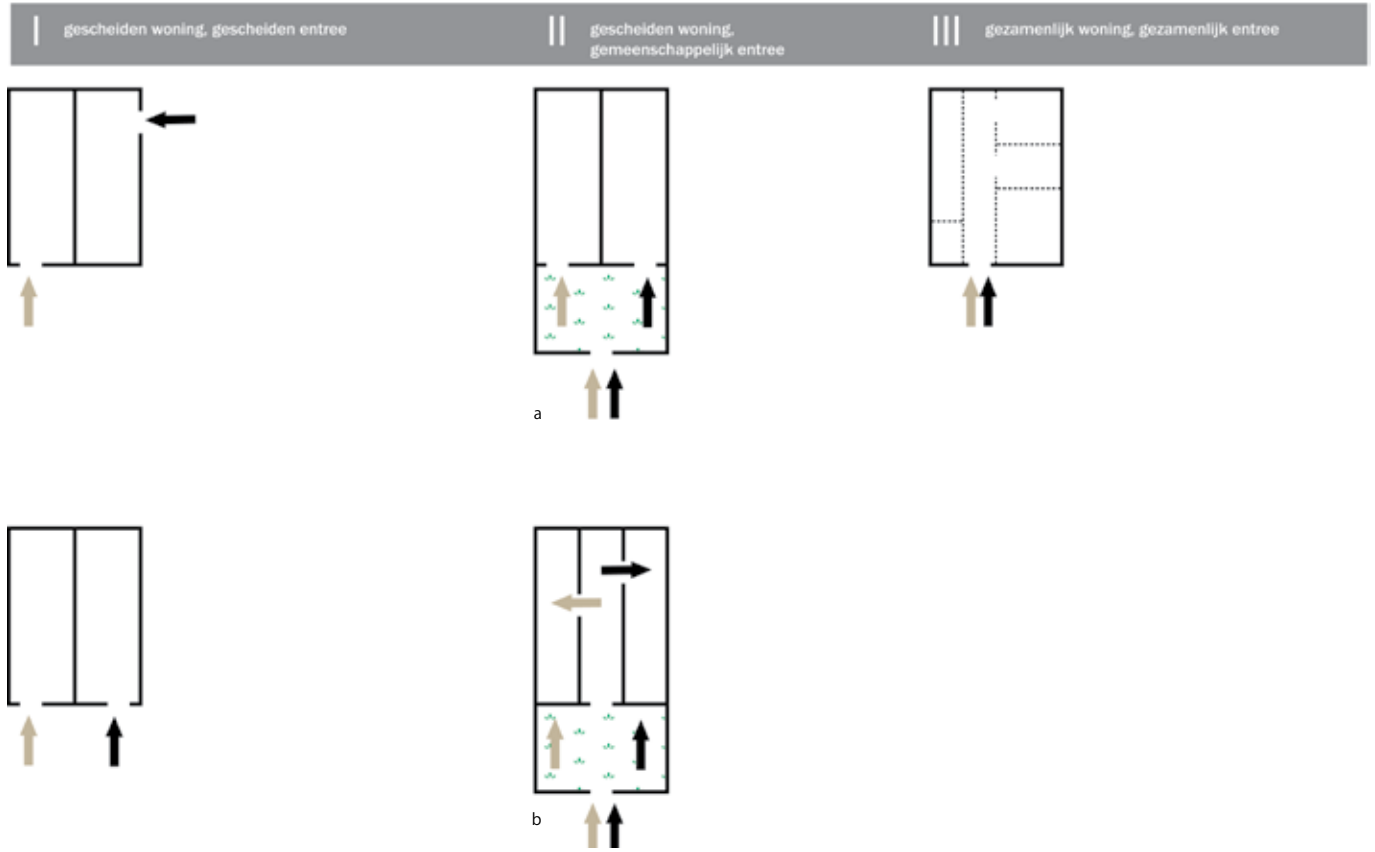 I gescheiden woning, gescheiden entree
II gescheiden woning,
gemeenschappelijk entree
III gezamenlijk woning, gezamenlijk entree
a
b